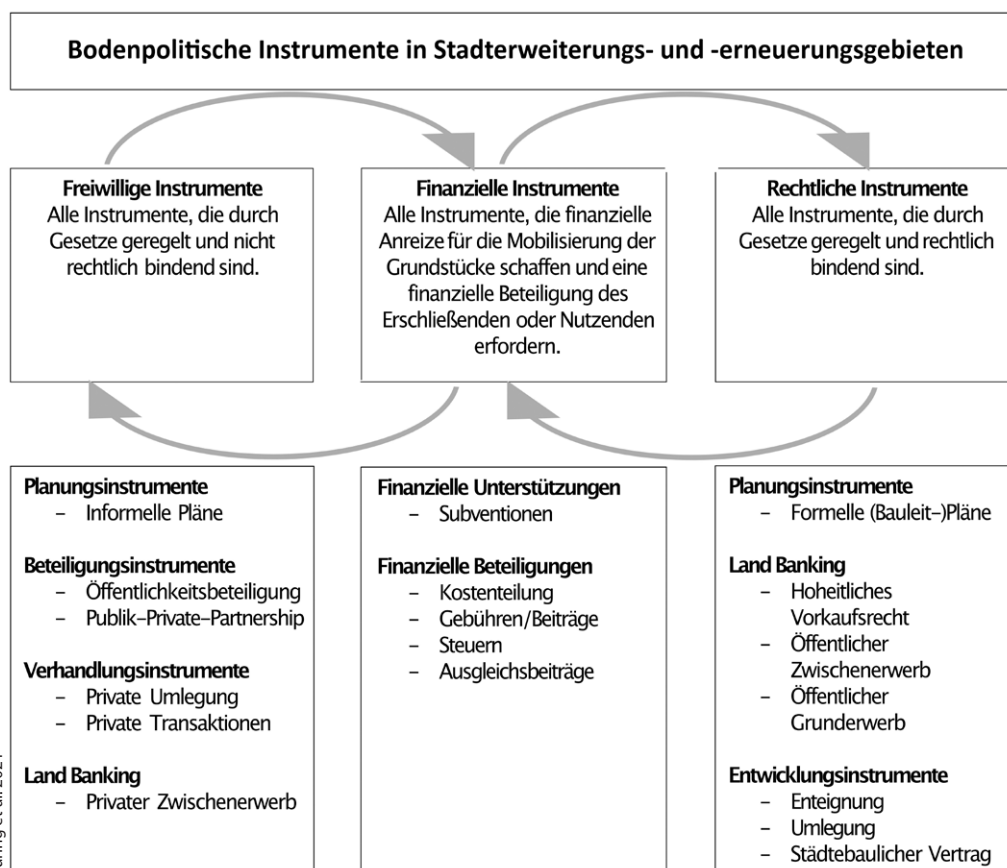 Bodenpolitische Instrumente in Stadterweiterungs- und -erneuerungsgebieten
Freiwillige Instrumente
Alle Instrumente, die durch
Gesetze geregelt und nicht
rechtlich bindend sind.
Finanzielle Instrumente
Alle Instrumente, die finanzielle
Anreize für die Mobilisierung der
Grundstücke schaffen und eine
finanzielle Beteiligung des
Erschließenden oder Nutzenden
erfordern.
Rechtliche Instrumente
Alle Instrumente, die durch
Gesetze geregelt und rechtlich
bindend sind.
Planungsinstrumente
– Informelle Pläne
Beteiligungsinstrumente
– Öffentlichkeitsbeteiligung
– Publik–Private–Partnership
Verhandlungsinstrumente
– Private Umlegung
– Private Transaktionen
Land Banking
– Privater Zwischenerwerb
Finanzielle Unterstützungen
– Subventionen
Finanzielle Beteiligungen
– Kostenteilung
– Gebühren/Beiträge
– Steuern
– Ausgleichsbeiträge
Planungsinstrumente
– Formelle (Bauleit–)Pläne
Land Banking
– Hoheitliches
Vorkaufsrecht
– Öffentlicher
Zwischenerwerb
– Öffentlicher
Grunderwerb
Entwicklungsinstrumente
– Enteignung
– Umlegung
– Städtebaulicher Vertrag